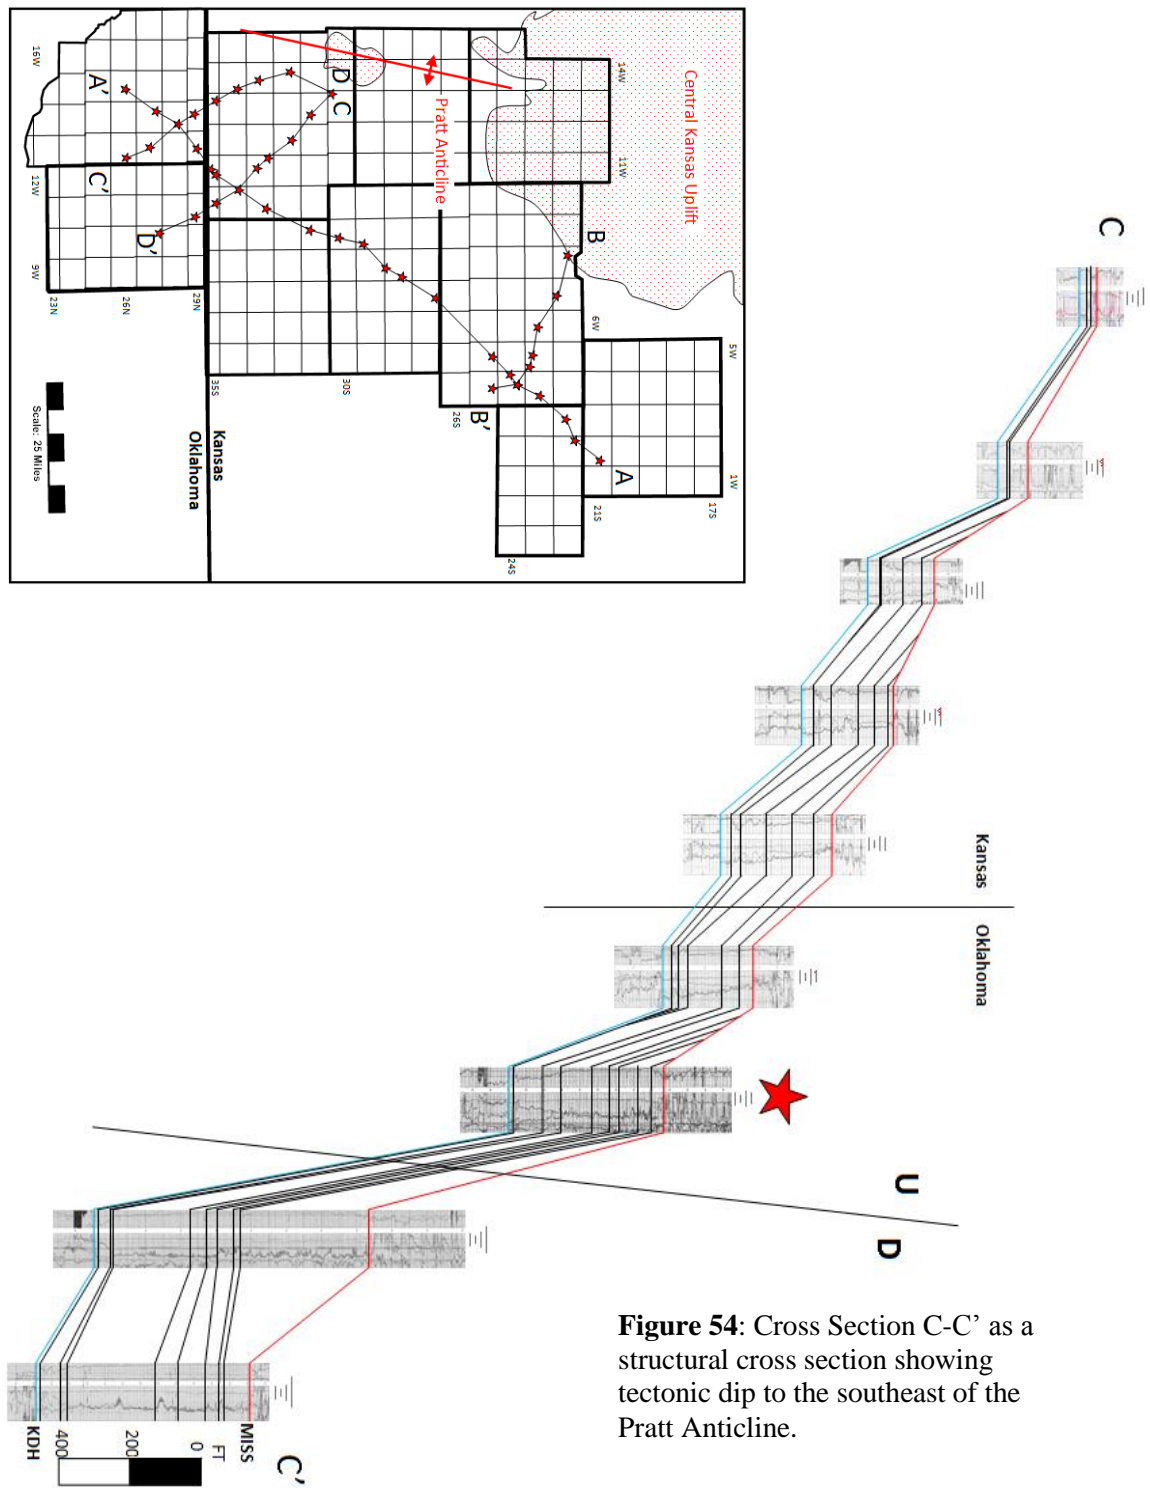 16W
A'
C'
12W
D'
9W
23N
26N
29N
Scale: 25 Miles
Oklahoma
Kansas
35S
30S
26S
B'
A
24S
21S
17S
1W
5W
6W
B
11W
14W
Central Kansas Uplift
Pratt Anticline
D
C
C
Kansas
Oklahoma
U
D
C'
MISS
FT
0
200
400
KDH
Figure 54: Cross Section C-C’ as a
structural cross section showing
tectonic dip to the southeast of the
Pratt Anticline.